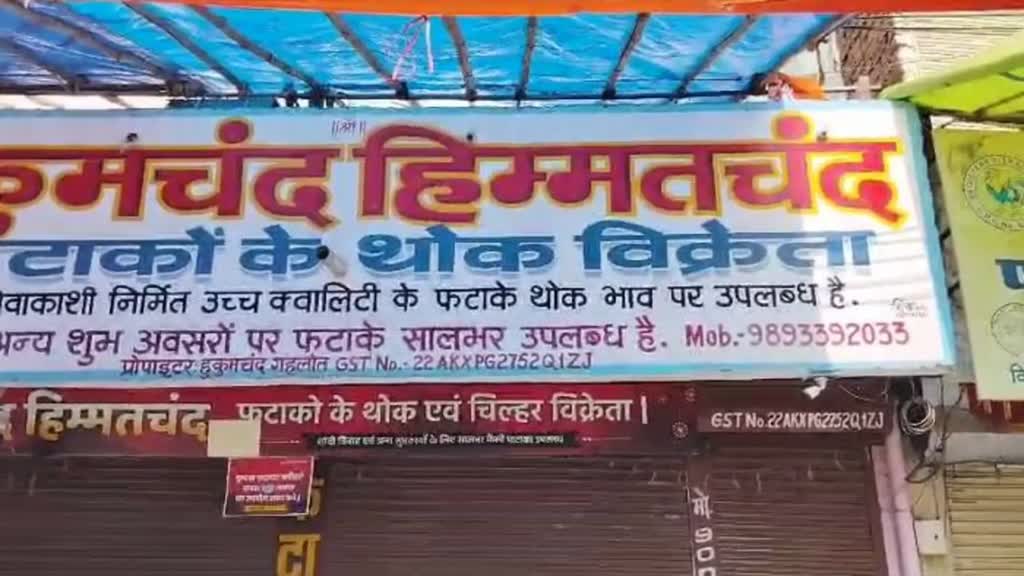 ॥श्री॥
कुमचंद हिम्मतचंद
टाकों के थोक विक्रेता
वाकाशी निर्मित उच्च क्वालिटी के फटाके थोक भाव पर उपलब्ध है.
अन्य शुभ अवसरों पर फटाके सालभर उपलब्ध है. Mob.-9893392033
प्रोपाइटर:हुकुमचंद गहलोत GST No.-22AKXPG2752Q1ZJ
द हिम्मतचंद फटाको के थोक एवं चिल्हर विक्रेता |
GST No.22AKXPG2752Q1ZJ
टा
मो
900